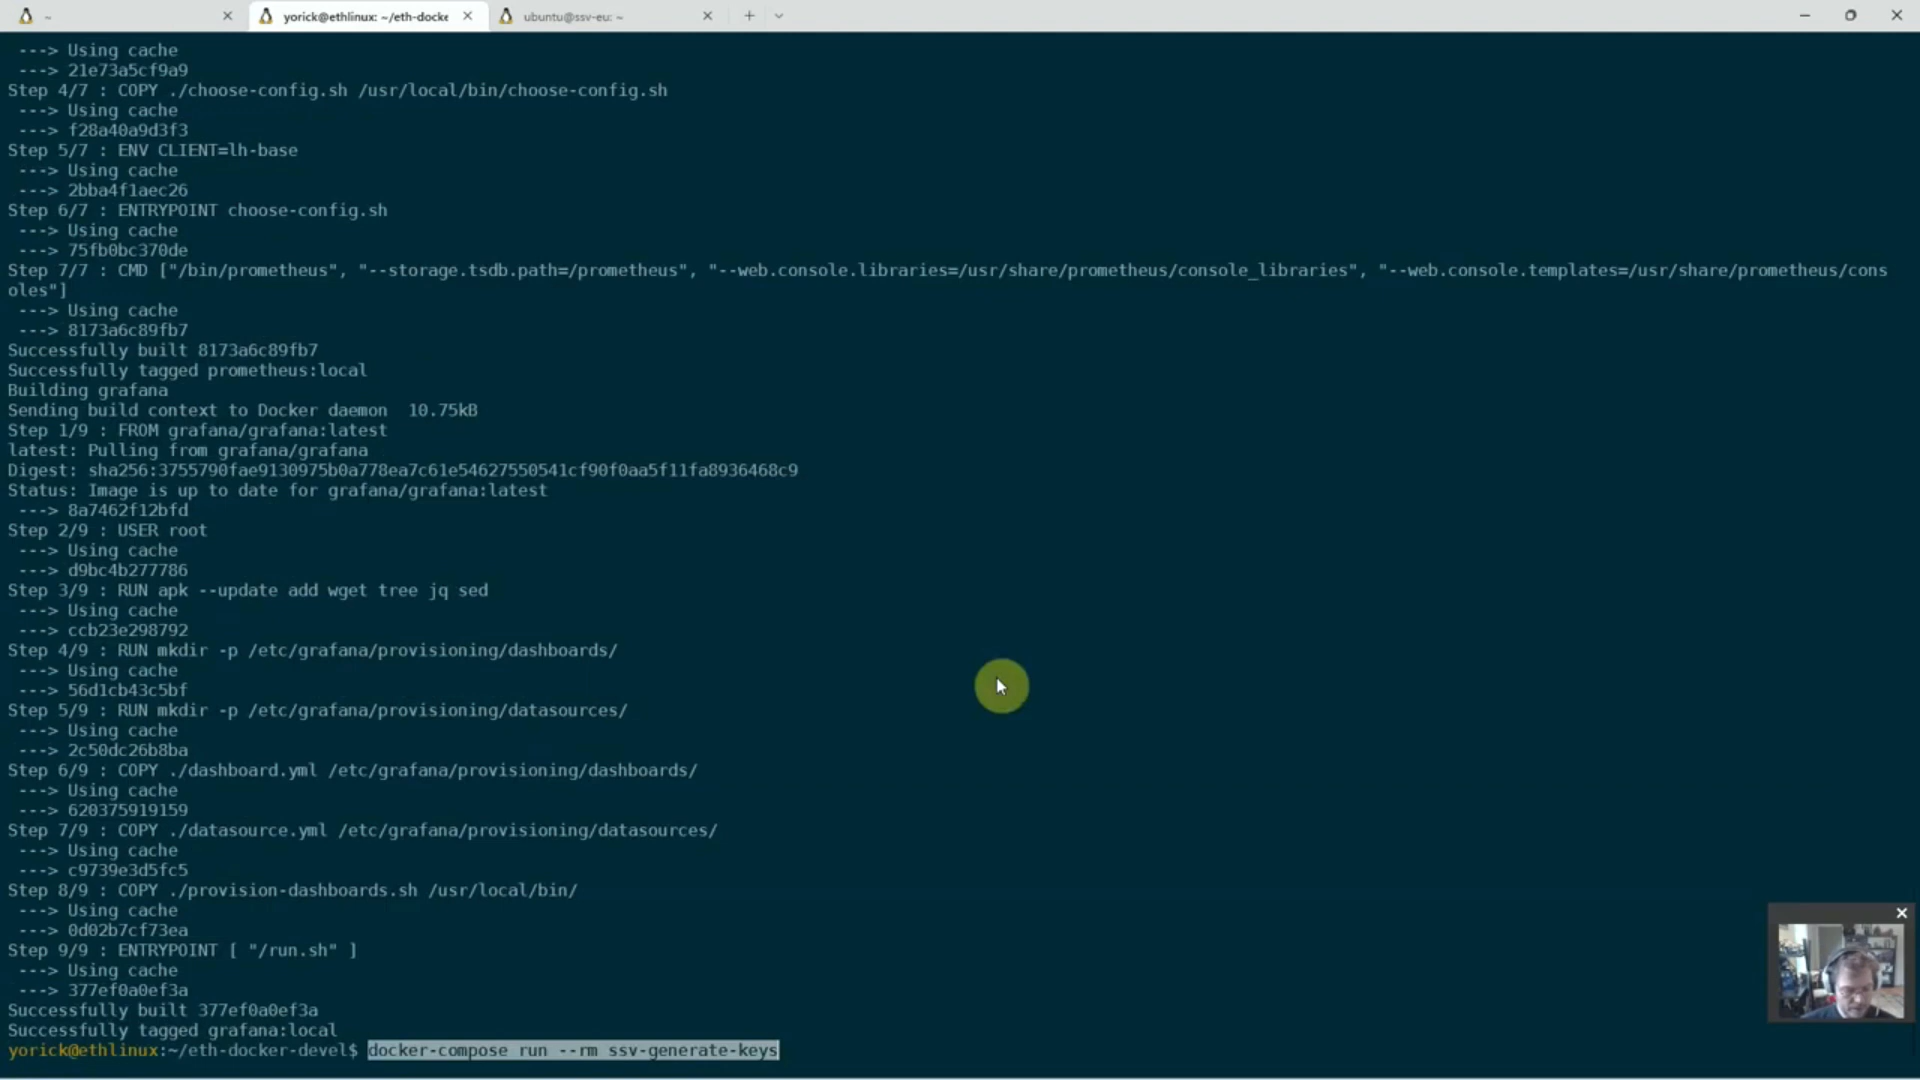 ~
yorick@ethlinux: ~/eth-docke
ubuntu@ssv-eu: ~
---> Using cache
---> 21e73a5cf9a9
Step 4/7 : COPY ./choose-config.sh /usr/local/bin/choose-config.sh
---> Using cache
---> f28a40a9d3f3
Step 5/7 : ENV CLIENT=lh-base
---> Using cache
---> 2bba4f1aec26
Step 6/7 : ENTRYPOINT choose-config.sh
---> Using cache
---> 75fb0bc370de
Step 7/7 : CMD ["/bin/prometheus", "--storage.tsdb.path=/prometheus", "--web.console.libraries=/usr/share/prometheus/console_libraries", "--web.console.templates=/usr/share/prometheus/cons
oles"]
---> Using cache
---> 8173a6c89fb7
Successfully built 8173a6c89fb7
Successfully tagged prometheus:local
Building grafana
Sending build context to Docker daemon  10.75kB
Step 1/9 : FROM grafana/grafana:latest
latest: Pulling from grafana/grafana
Digest: sha256:3755790fae9130975b0a778ea7c61e54627550541cf90f0aa5f11fa8936468c9
Status: Image is up to date for grafana/grafana:latest
---> 8a7462f12bfd
Step 2/9 : USER root
---> Using cache
---> d9bc4b277786
Step 3/9 : RUN apk --update add wget tree jq sed
---> Using cache
---> ccb23e298792
Step 4/9 : RUN mkdir -p /etc/grafana/provisioning/dashboards/
---> Using cache
---> 56d1cb43c5bf
Step 5/9 : RUN mkdir -p /etc/grafana/provisioning/datasources/
---> Using cache
---> 2c50dc26b8ba
Step 6/9 : COPY ./dashboard.yml /etc/grafana/provisioning/dashboards/
---> Using cache
---> 620375919159
Step 7/9 : COPY ./datasource.yml /etc/grafana/provisioning/datasources/
---> Using cache
---> c9739e3d5fc5
Step 8/9 : COPY ./provision-dashboards.sh /usr/local/bin/
---> Using cache
---> 0d02b7cf73ea
Step 9/9 : ENTRYPOINT [ "/run.sh" ]
---> Using cache
---> 377ef0a0ef3a
Successfully built 377ef0a0ef3a
Successfully tagged grafana:local
yorick@ethlinux:~/eth-docker-devel$ docker-compose run --rm ssv-generate-keys